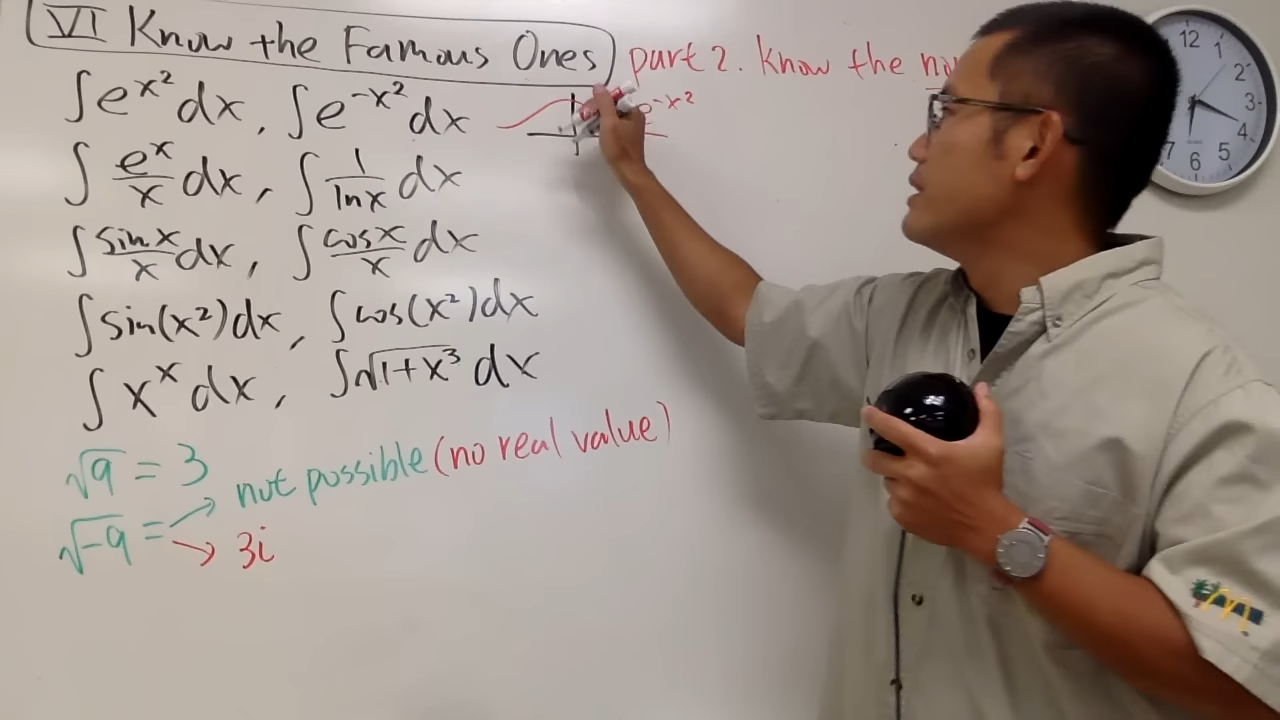 VI Know the Famous Ones part 2. Know the
∫e^{x²}dx, ∫e^{-x²}dx e^{-x²}
∫ e^x/x dx, ∫ 1/lnx dx
∫ sinx/x dx, ∫ cosx/x dx
∫sin(x²)dx, ∫cos(x²)dx
∫x^x dx, ∫√(1+x³) dx
√9 = 3
√-9 = not possible (no real value)
3i
12 1 2 3 4 5 6 7